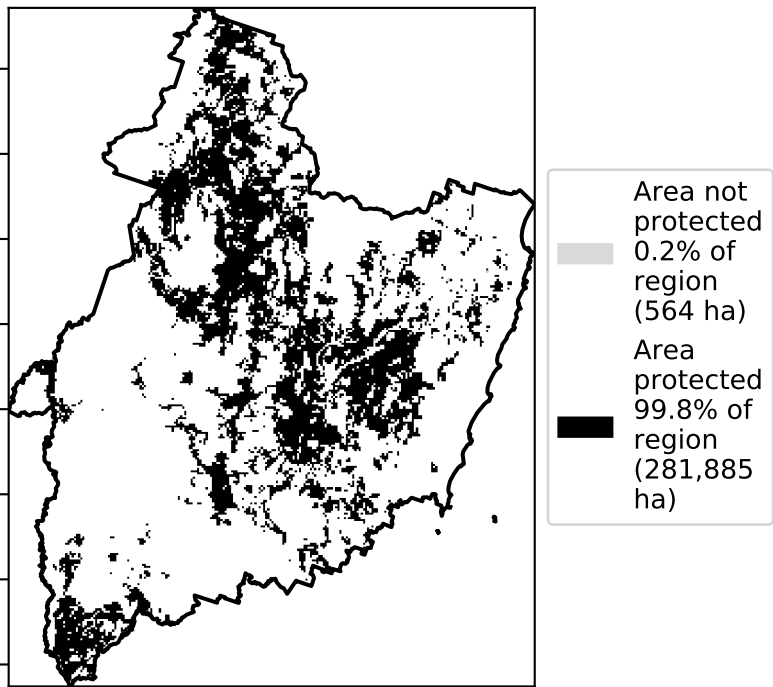 Area not
protected
0.2% of
region
(564 ha)
Area
protected
99.8% of
region
(281,885
ha)